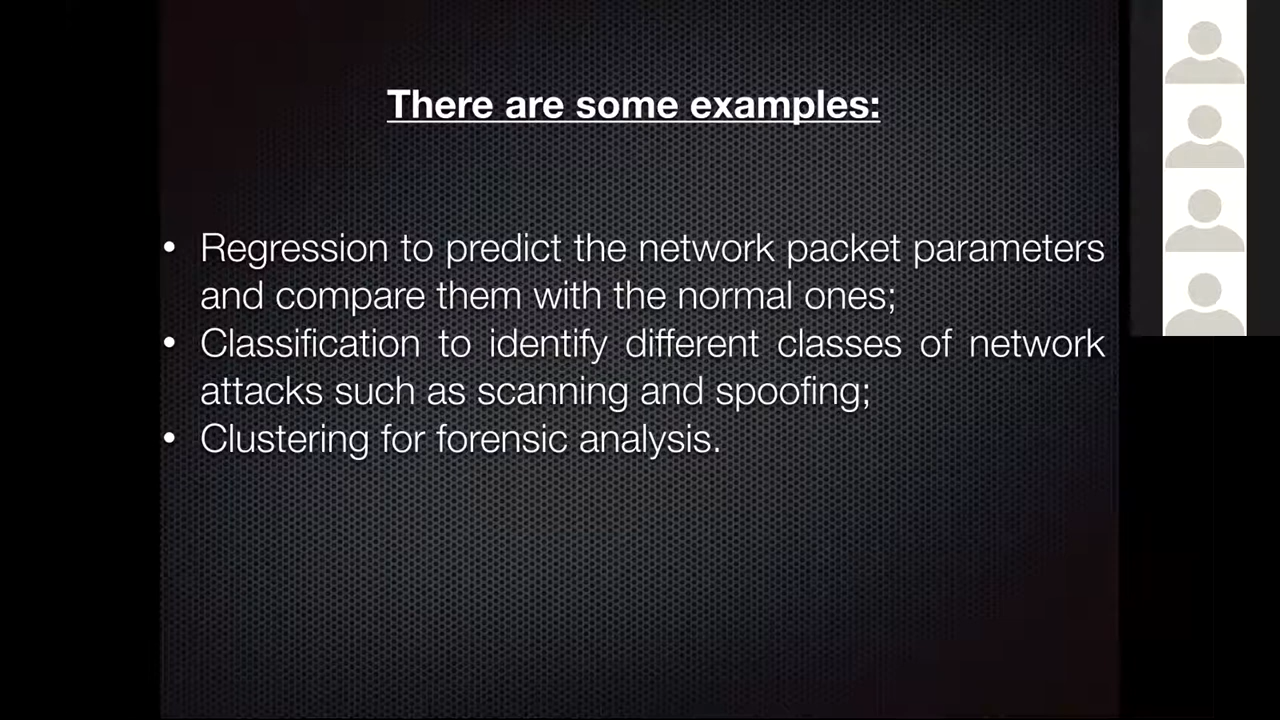 There are some examples:
• Regression to predict the network packet parameters
and compare them with the normal ones;
• Classification to identify different classes of network
attacks such as scanning and spoofing;
• Clustering for forensic analysis.